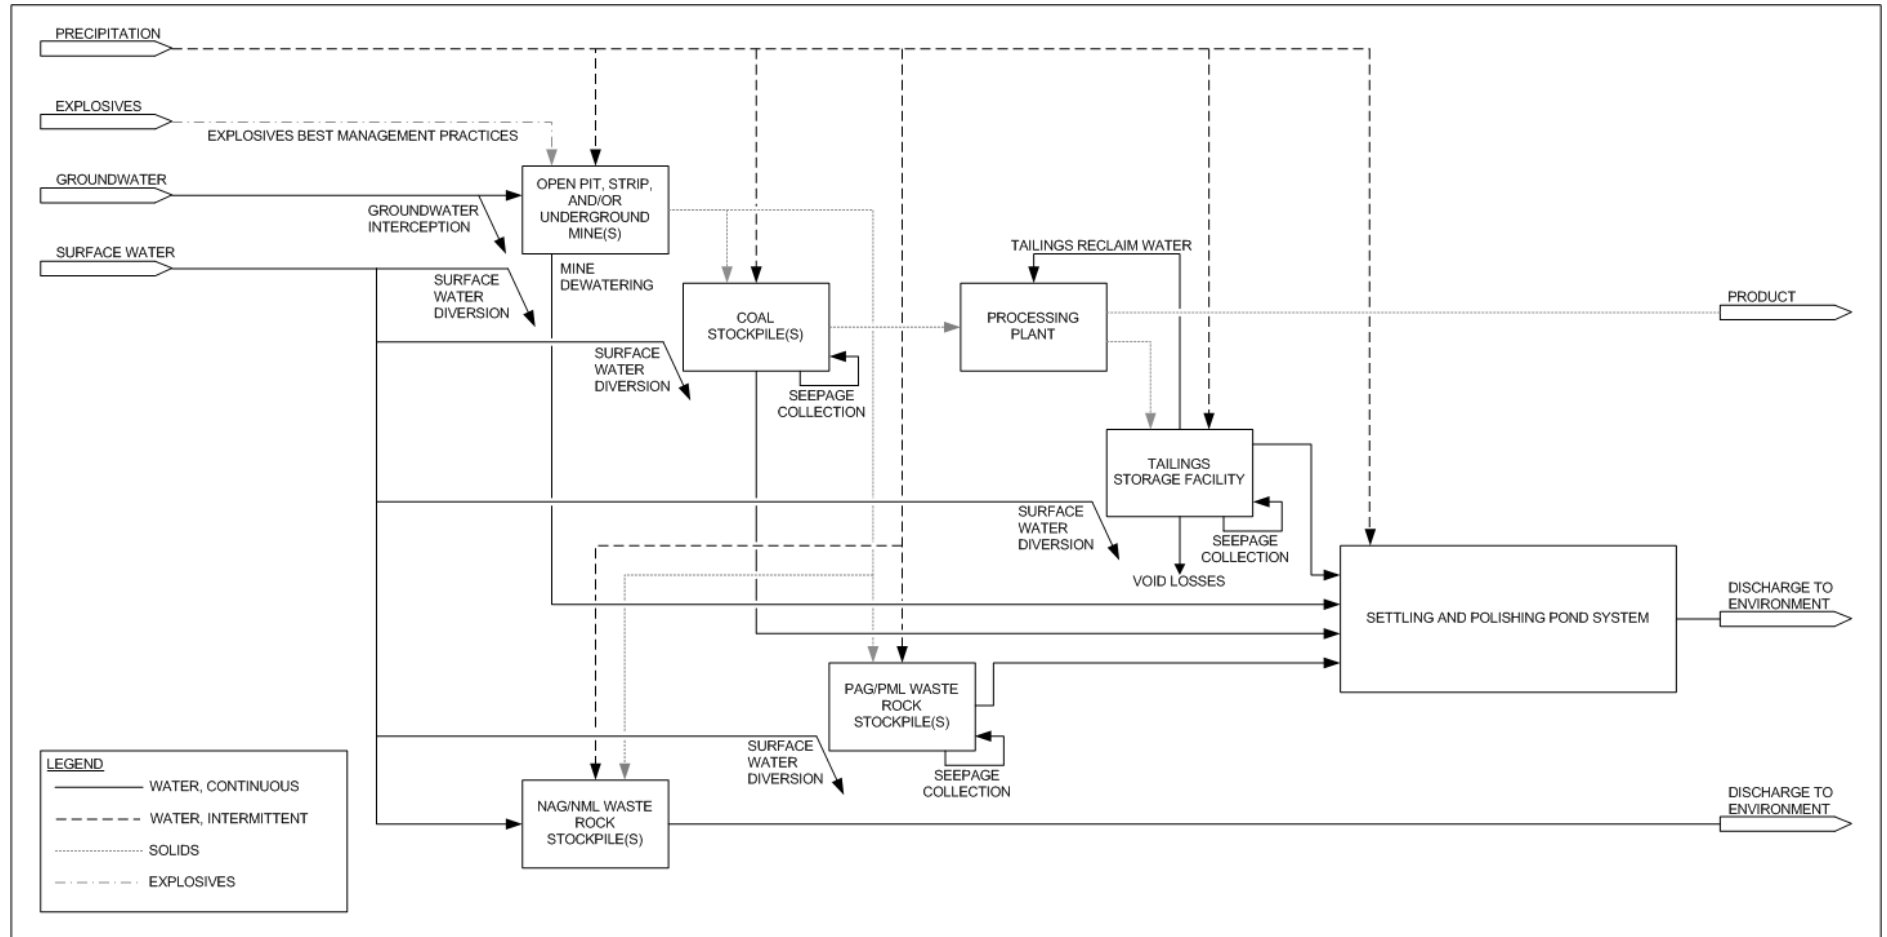 PRECIPITATION
EXPLOSIVES
EXPLOSIVES BEST MANAGEMENT PRACTICES
GROUNDWATER
GROUNDWATER
INTERCEPTION
OPEN PIT, STRIP,
AND/OR
UNDERGROUND
MINE(S)
SURFACE WATER
SURFACE
WATER
DIVERSION
MINE
DEWATERING
TAILINGS RECLAIM WATER
COAL
STOCKPILE(S)
PROCESSING
PLANT
PRODUCT
SURFACE
WATER
DIVERSION
SEEPAGE
COLLECTION
TAILINGS
STORAGE FACILITY
SURFACE
WATER
DIVERSION
SEEPAGE
COLLECTION
VOID LOSSES
SETTLING AND POLISHING POND SYSTEM
DISCHARGE TO
ENVIRONMENT
PAG/PML WASTE
ROCK
STOCKPILE(S)
SURFACE
WATER
DIVERSION
SEEPAGE
COLLECTION
NAG/NML WASTE
ROCK
STOCKPILE(S)
DISCHARGE TO
ENVIRONMENT
LEGEND
WATER, CONTINUOUS
WATER, INTERMITTENT
SOLIDS
EXPLOSIVES